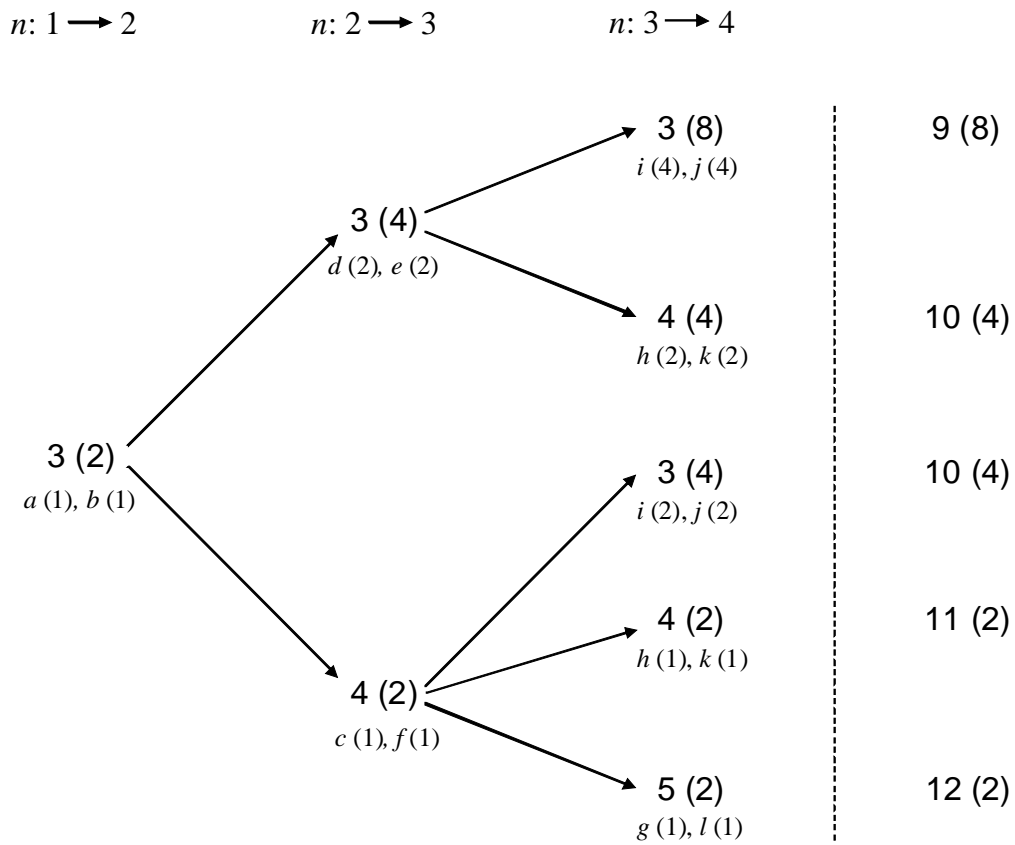 n: 1 → 2 n: 2 → 3 n: 3 → 4
3 (8) 9 (8)
i (4), j (4)
3 (4)
d (2), e (2)
4 (4) 10 (4)
h (2), k (2)
3 (2)
a (1), b (1)
3 (4) 10 (4)
i (2), j (2)
4 (2) 11 (2)
h (1), k (1)
4 (2)
c (1), f (1)
5 (2) 12 (2)
g (1), l (1)